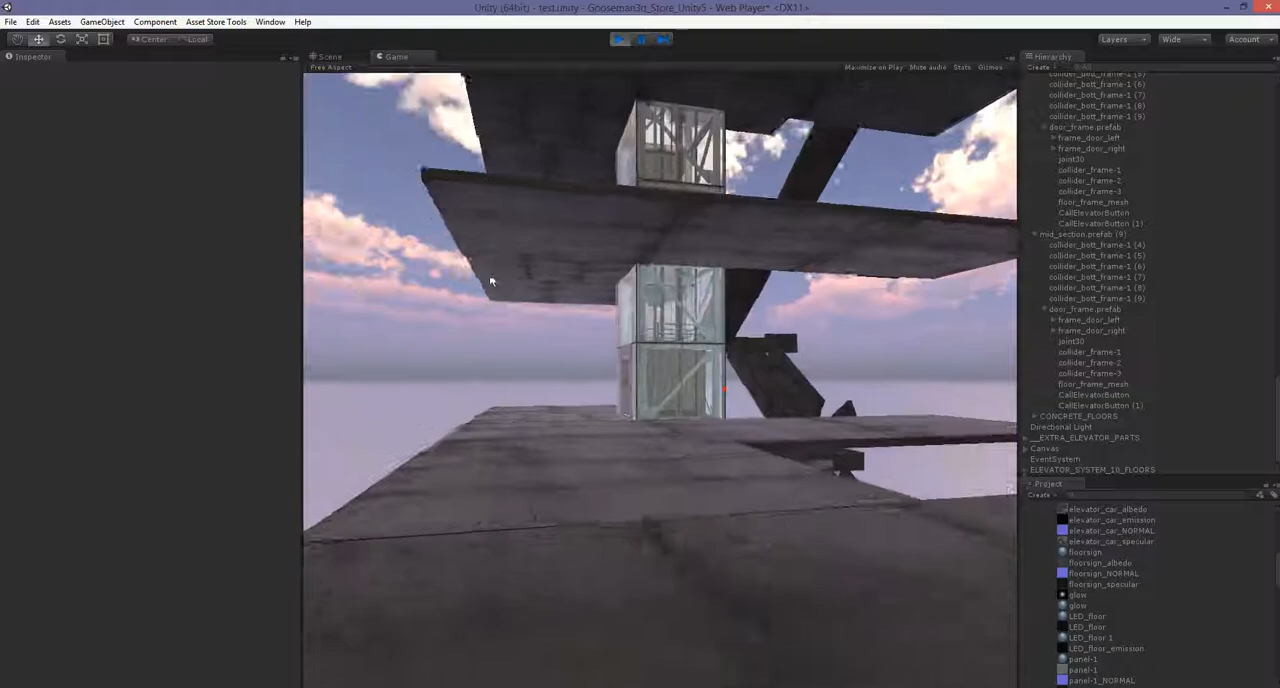 Unity (64bit) - test.unity - Gooseman3d_Store_Unity5 - Web Player* <DX11>
File Edit Assets GameObject Component Asset Store Tools Window Help
Center Local Layers Wide Account
Inspector Scene Game Hierarchy
Free Aspect Maximize on Play Mute audio Stats Gizmos Create All
collider_bott_frame-1 (5)
collider_bott_frame-1 (6)
collider_bott_frame-1 (7)
collider_bott_frame-1 (8)
collider_bott_frame-1 (9)
door_frame.prefab
frame_door_left
frame_door_right
joint30
collider_frame-1
collider_frame-2
collider_frame-3
floor_frame_mesh
CallElevatorButton
CallElevatorButton (1)
mid_section.prefab (9)
collider_bott_frame-1 (4)
collider_bott_frame-1 (5)
collider_bott_frame-1 (6)
collider_bott_frame-1 (7)
collider_bott_frame-1 (8)
collider_bott_frame-1 (9)
door_frame.prefab
frame_door_left
frame_door_right
joint30
collider_frame-1
collider_frame-2
collider_frame-3
floor_frame_mesh
CallElevatorButton
CallElevatorButton (1)
CONCRETE_FLOORS
Directional Light
__EXTRA_ELEVATOR_PARTS
Canvas
EventSystem
ELEVATOR_SYSTEM_10_FLOORS
Project
Create
elevator_car_albedo
elevator_car_emission
elevator_car_NORMAL
elevator_car_specular
floorsign
floorsign_albedo
floorsign_NORMAL
floorsign_specular
glow
glow
LED_floor
LED_floor
LED_floor 1
LED_floor_emission
panel-1
panel-1
panel-1_NORMAL